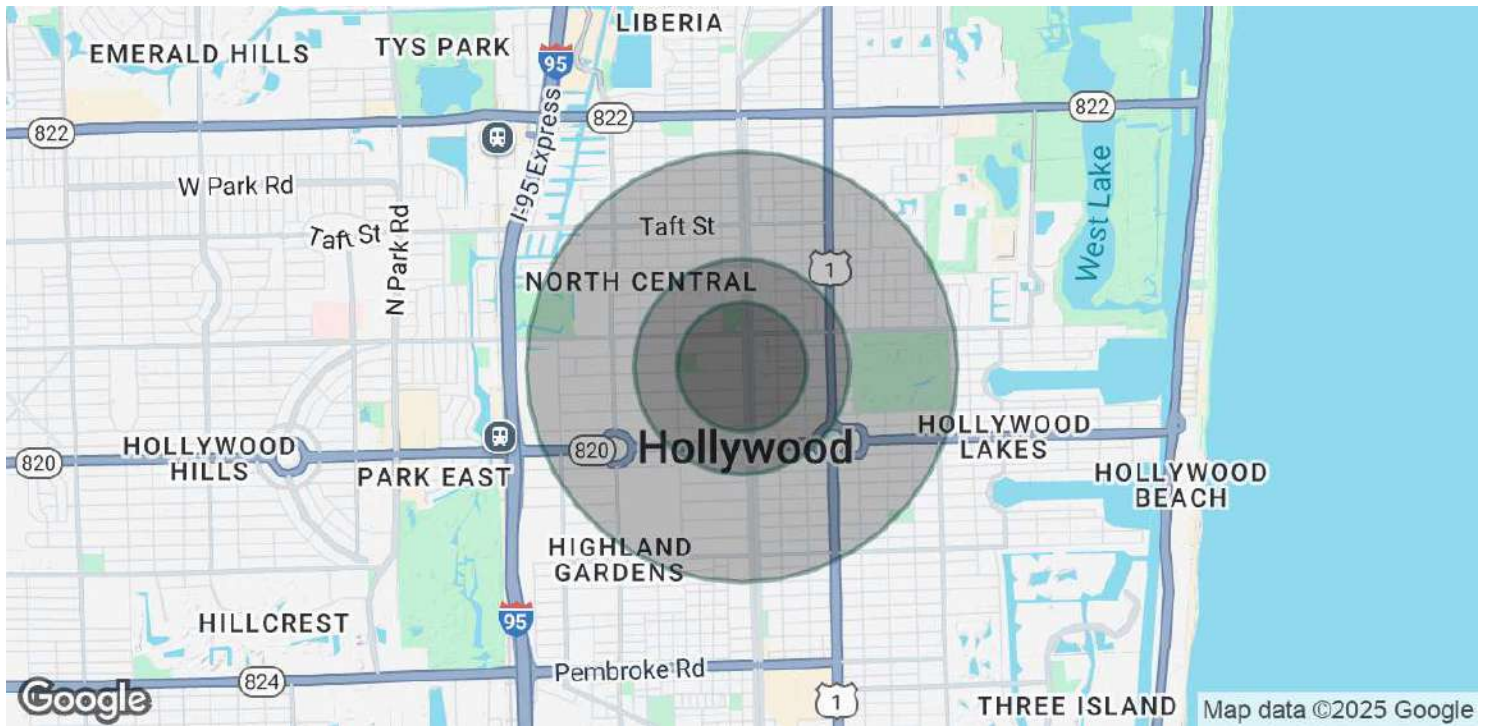 LIBERIA
EMERALD HILLS
TYS PARK
95
822
822
822
I-95 Express
W Park Rd
West Lake
Taft St
Taft St
N Park Rd
1
NORTH CENTRAL
HOLLYWOOD
LAKES
HOLLYWOOD
HILLS
820
820
Hollywood
PARK EAST
HOLLYWOOD
BEACH
HIGHLAND
GARDENS
HILLCREST
95
Pembroke Rd
824
1
THREE ISLAND
Google
Map data ©2025 Google